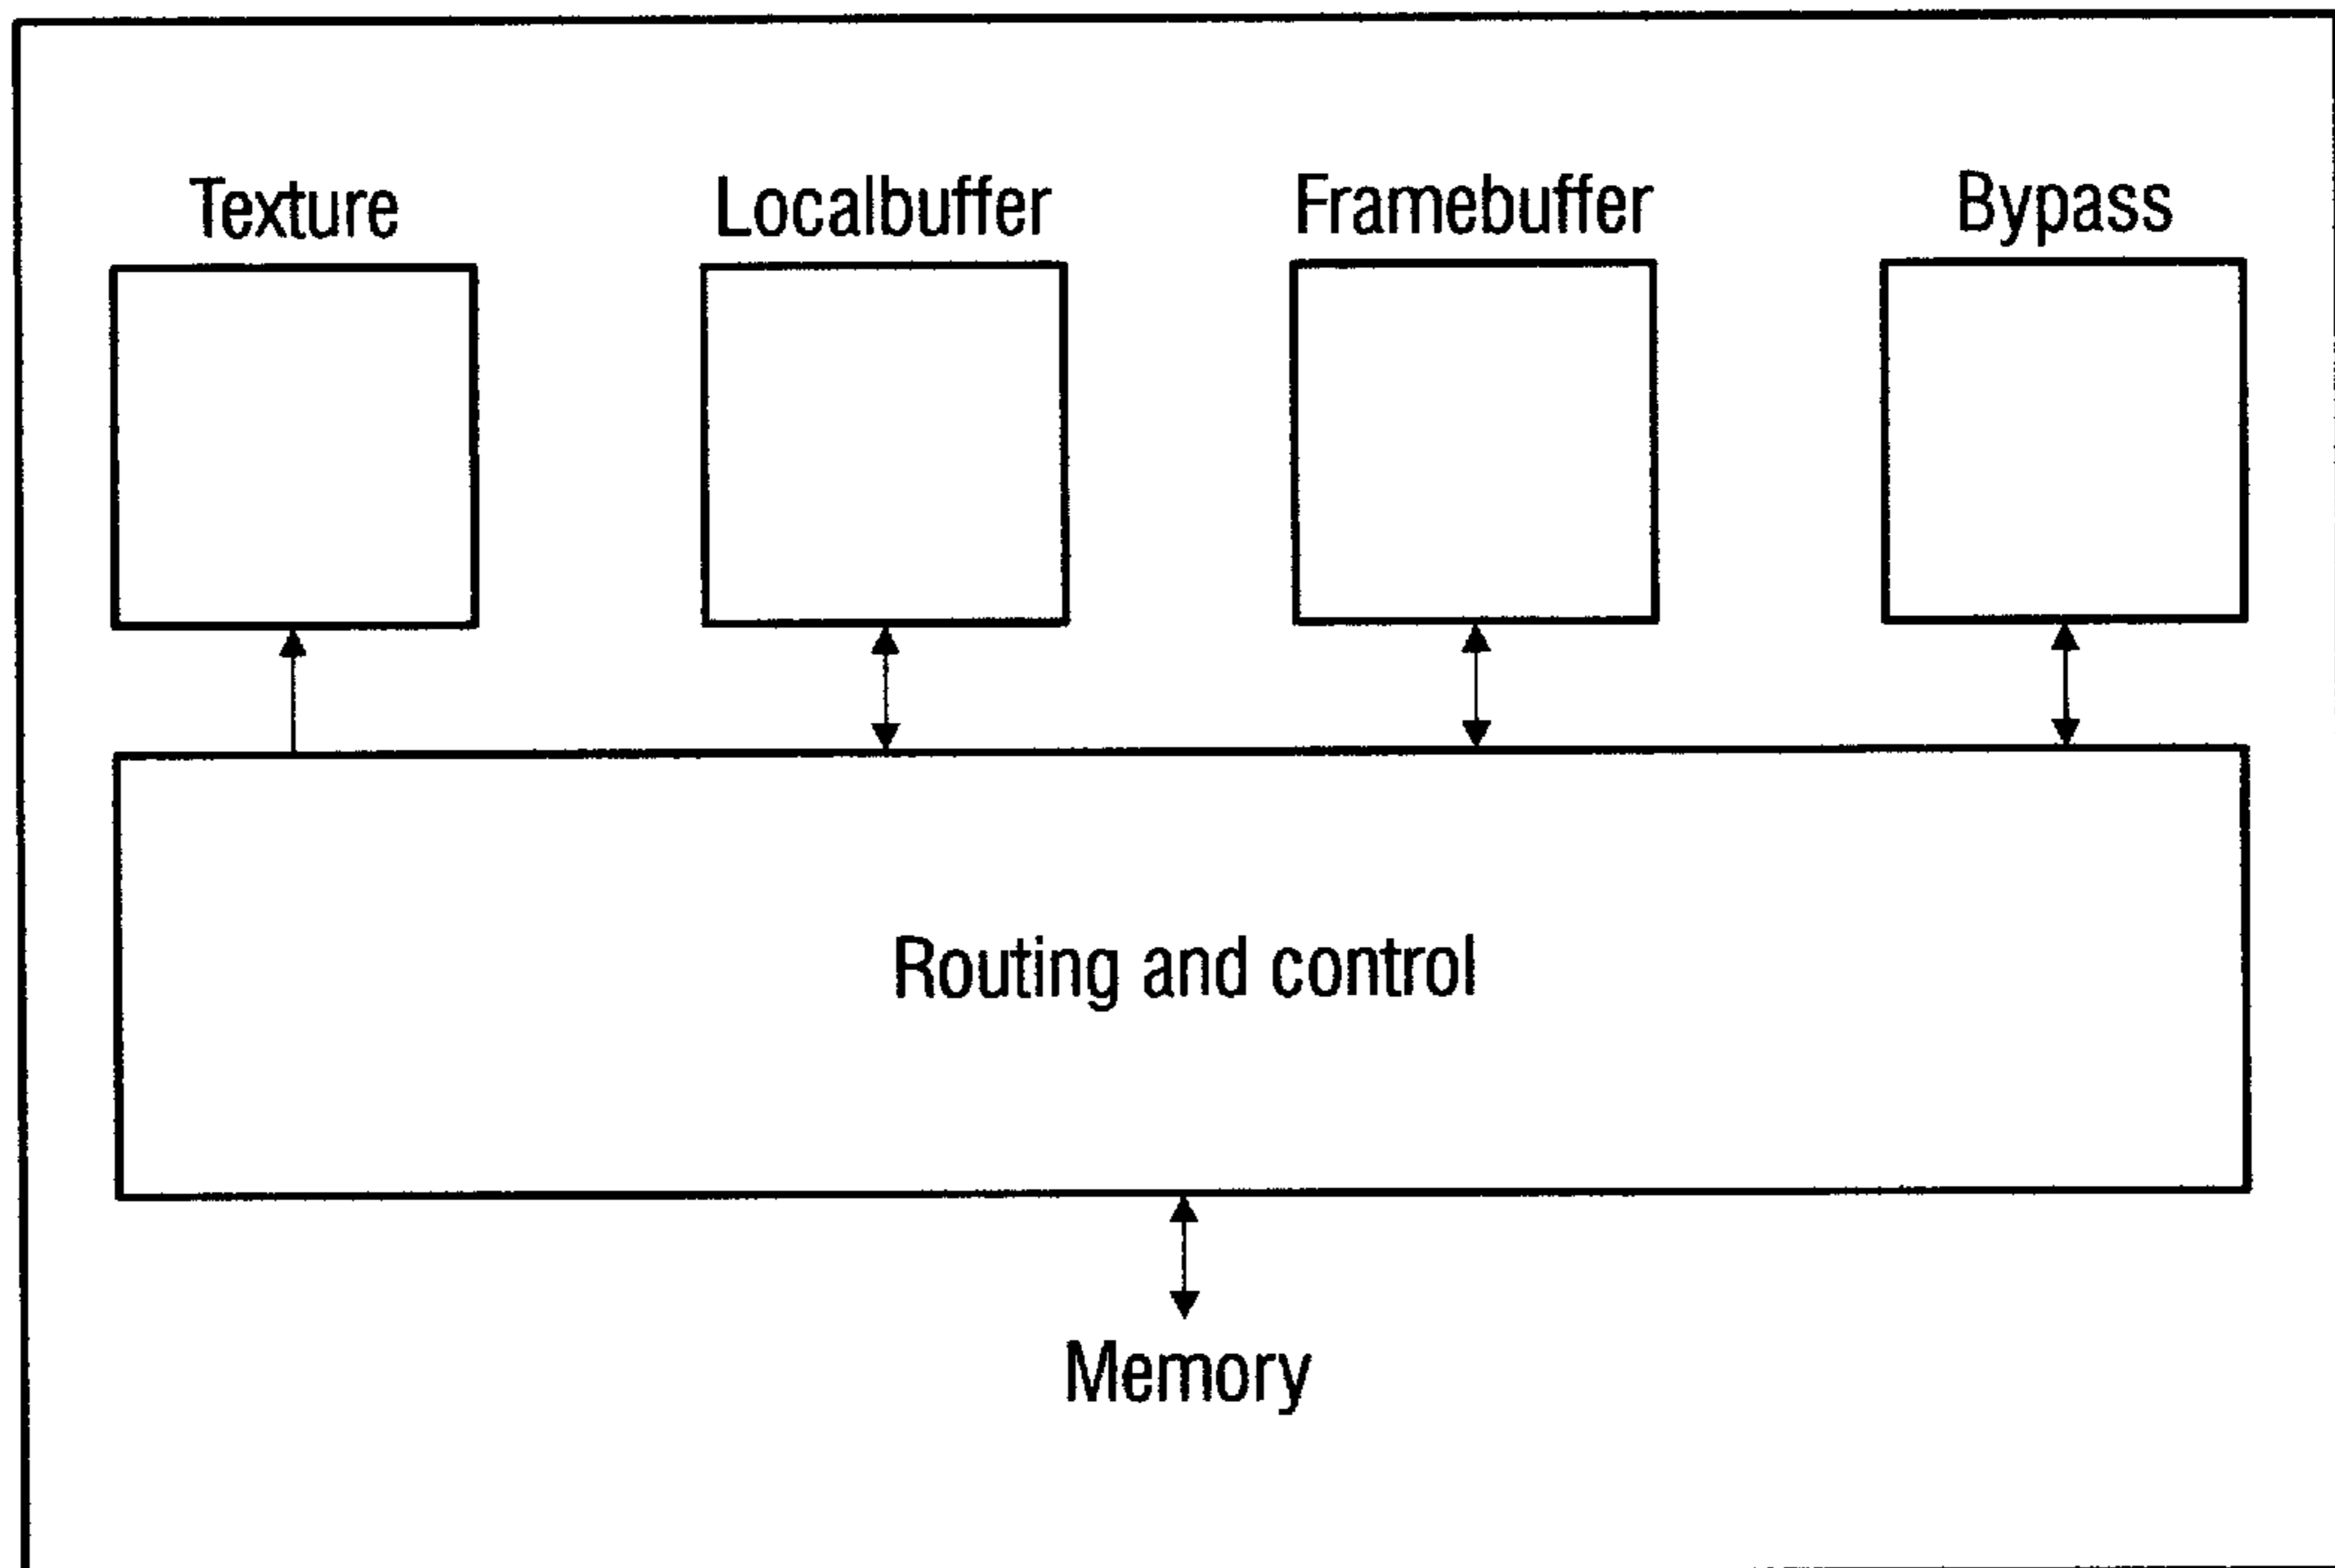 Texture
Localbuffer
Framebuffer
Bypass
Routing and control
Memory